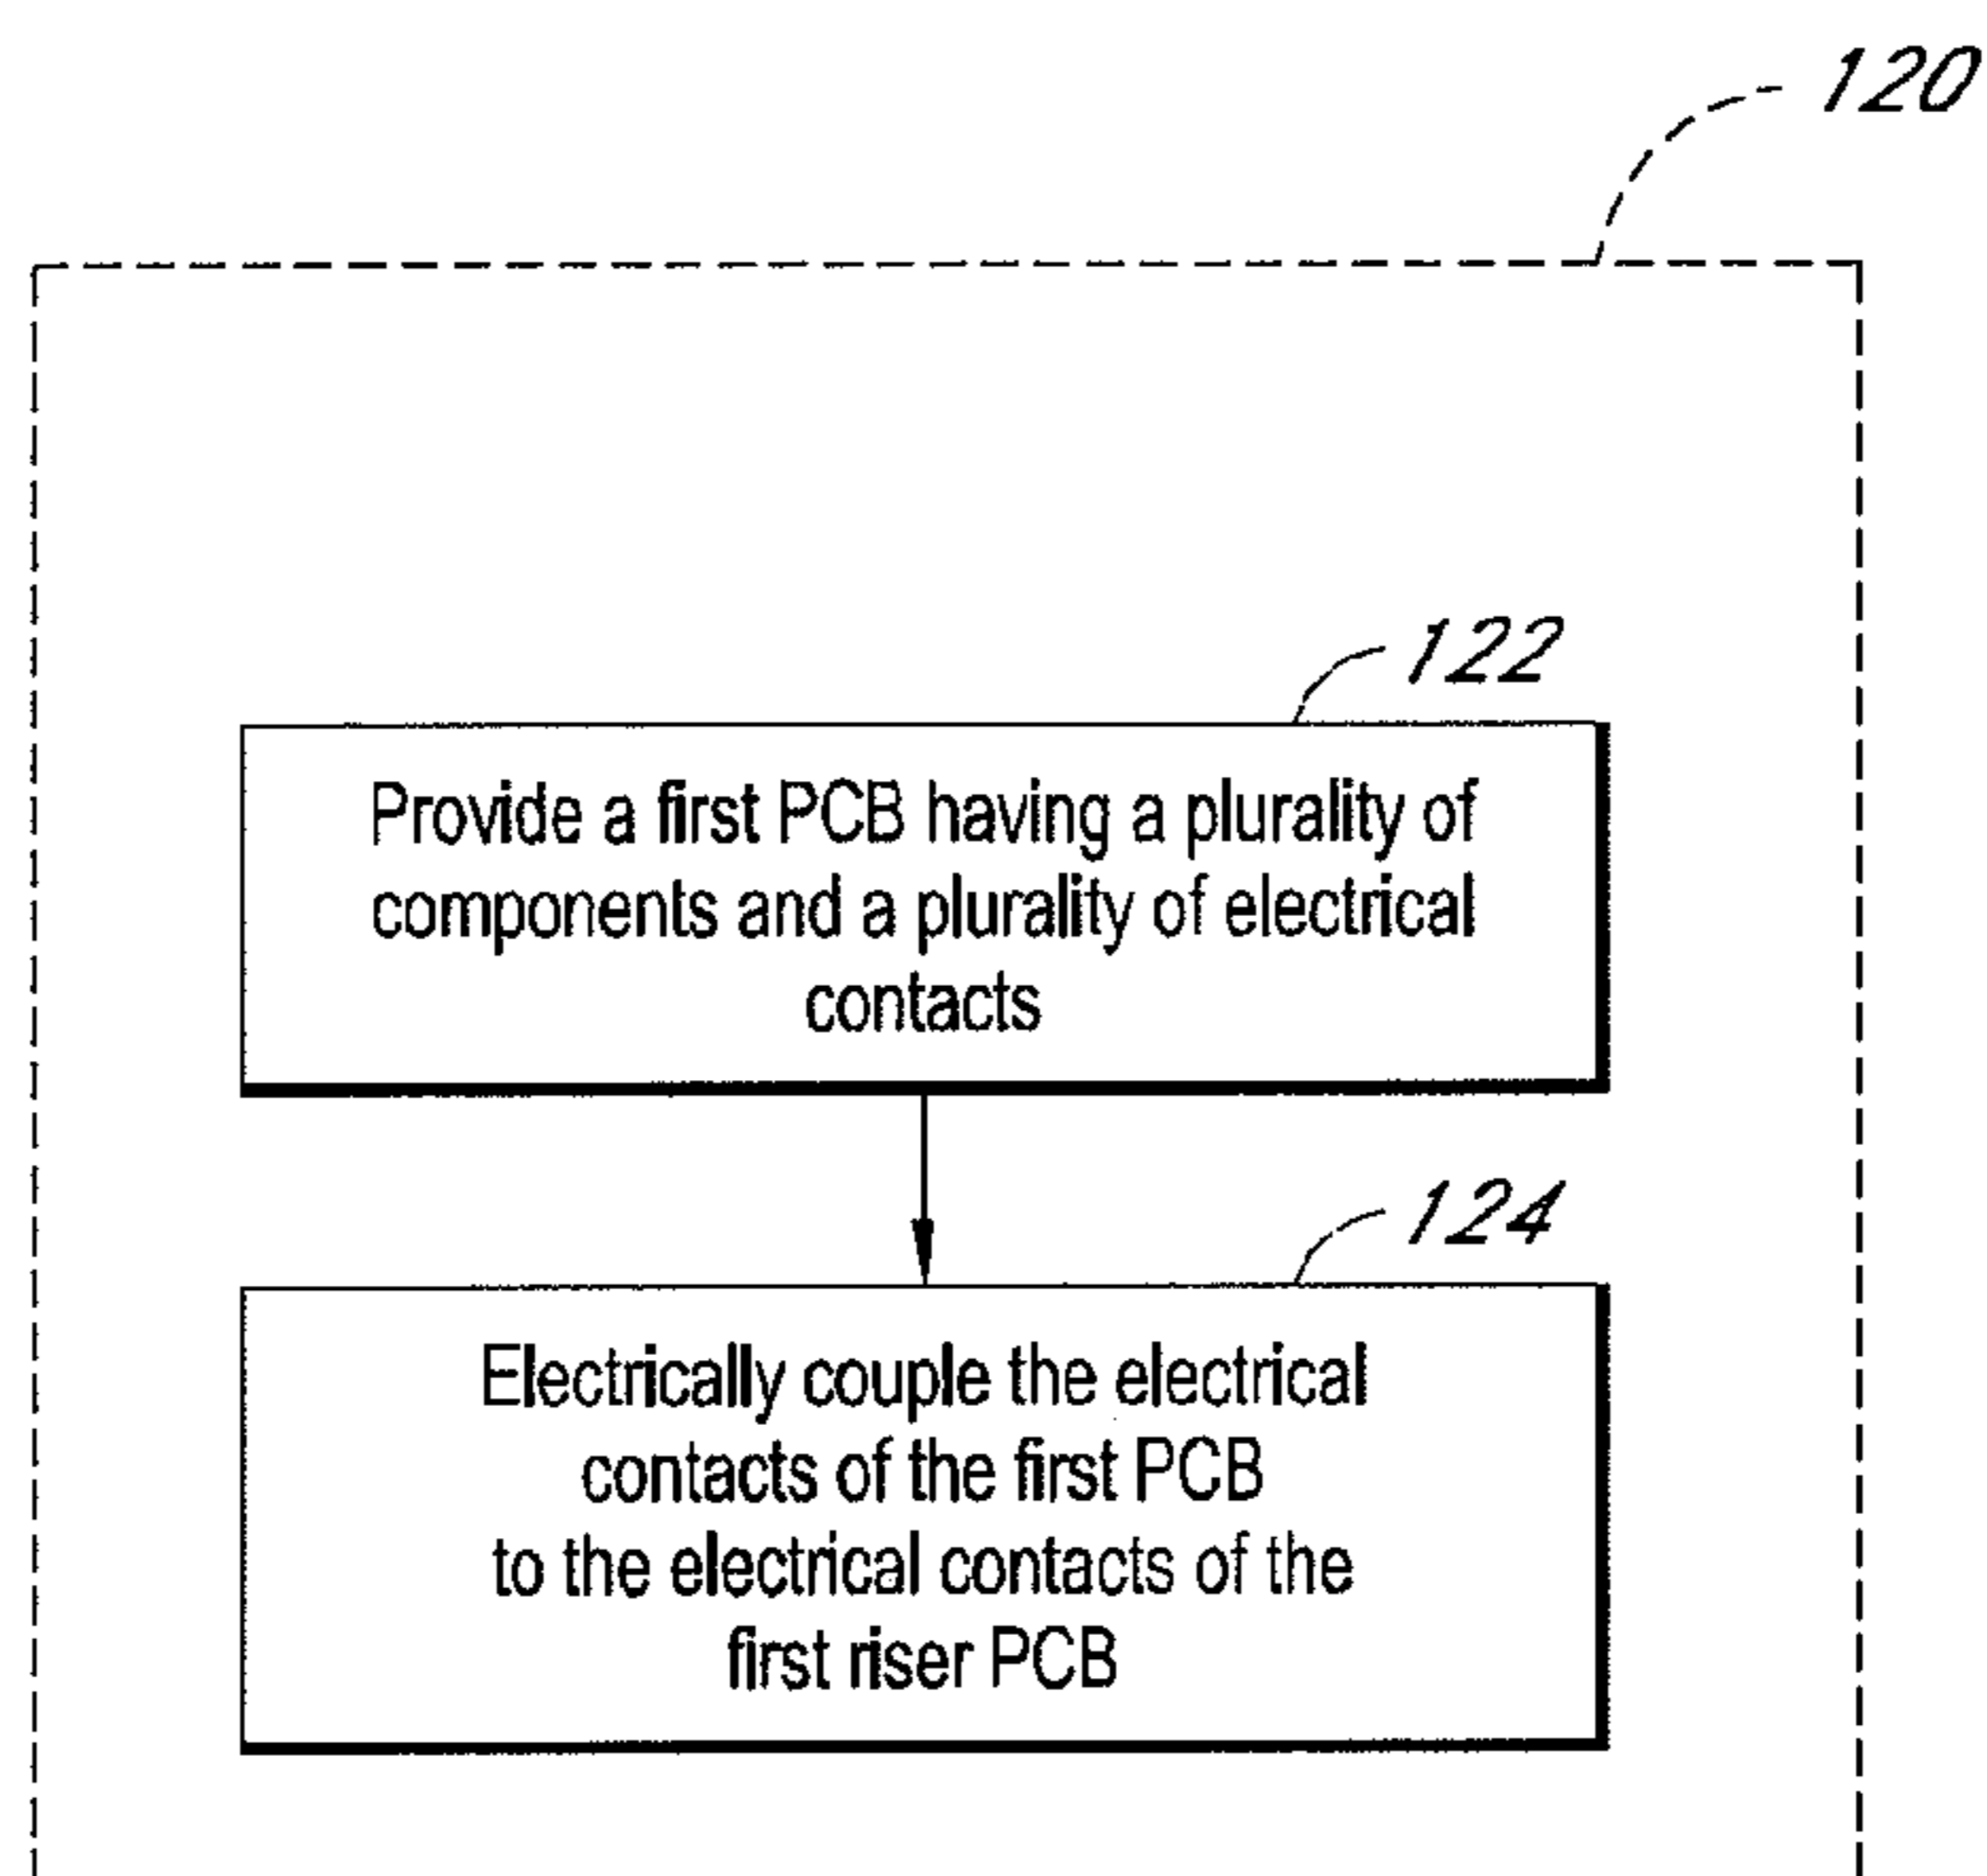 120
122
Provide a first PCB having a plurality of
components and a plurality of electrical
contacts
124
Electrically couple the electrical
contacts of the first PCB
to the electrical contacts of the
first riser PCB